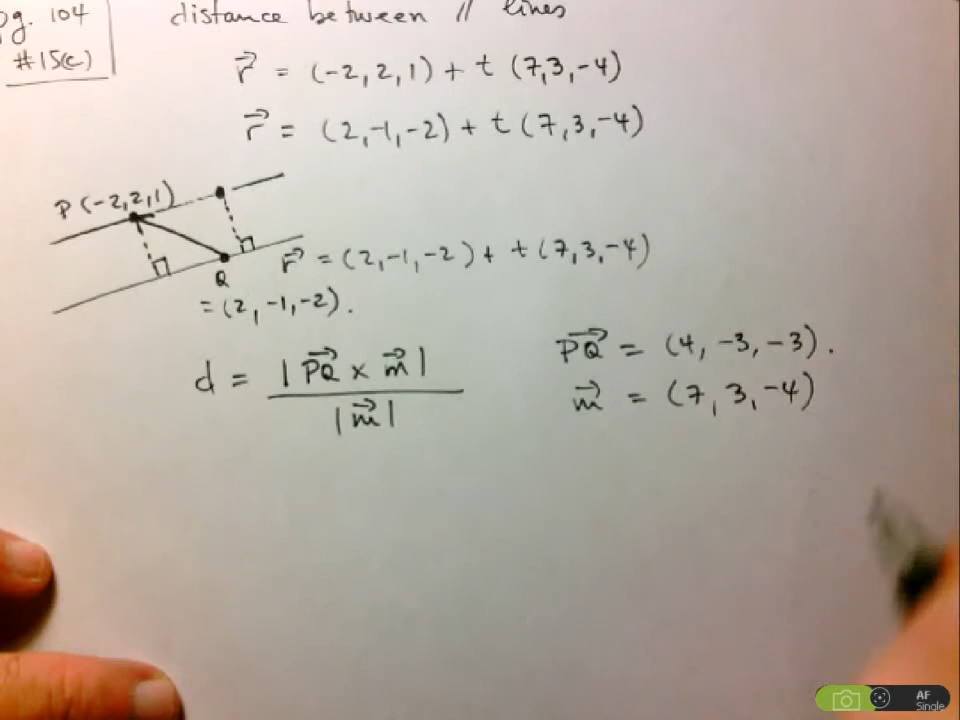 pg. 104
#15(c)
distance between // lines
r⃗ = (-2, 2, 1) + t (7, 3, -4)
r⃗ = (2, -1, -2) + t (7, 3, -4)
P(-2, 2, 1)
Q
r⃗ = (2, -1, -2) + t (7, 3, -4)
= (2, -1, -2).
d = |PQ⃗ × m⃗| / |m⃗|
PQ⃗ = (4, -3, -3).
m⃗ = (7, 3, -4)
AF
Single